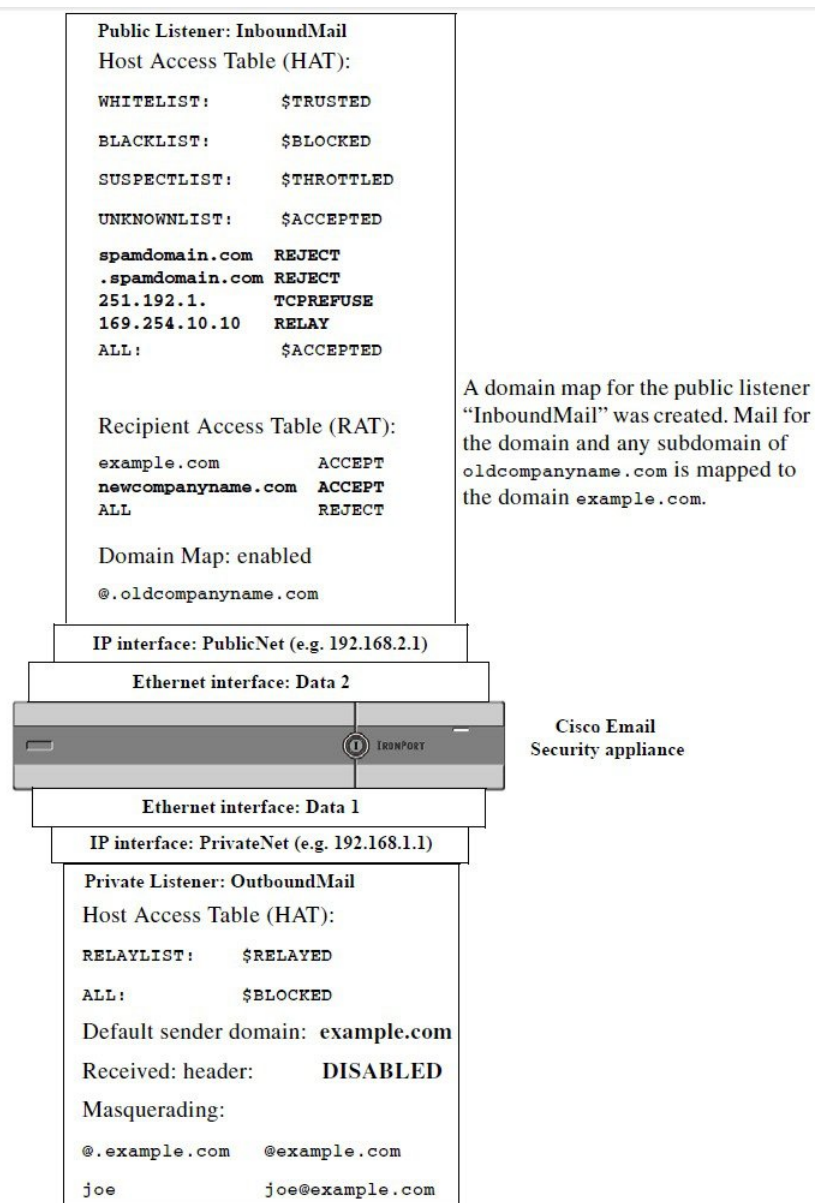 Public Listener: InboundMail
Host Access Table (HAT):
WHITELIST: $TRUSTED
BLACKLIST: $BLOCKED
SUSPECTLIST: $THROTTLED
UNKNOWNLIST: $ACCEPTED
spamdomain.com REJECT
.spamdomain.com REJECT
251.192.1. TCPREFUSE
169.254.10.10 RELAY
ALL: $ACCEPTED
Recipient Access Table (RAT):
example.com ACCEPT
newcompanyname.com ACCEPT
ALL REJECT
Domain Map: enabled
@.oldcompanyname.com
A domain map for the public listener
“InboundMail” was created. Mail for
the domain and any subdomain of
oldcompanyname.com is mapped to
the domain example.com.
IP interface: PublicNet (e.g. 192.168.2.1)
Ethernet interface: Data 2
IRONPORT
Cisco Email
Security appliance
Ethernet interface: Data 1
IP interface: PrivateNet (e.g. 192.168.1.1)
Private Listener: OutboundMail
Host Access Table (HAT):
RELAYLIST: $RELAYED
ALL: $BLOCKED
Default sender domain: example.com
Received: header: DISABLED
Masquerading:
@.example.com @example.com
joe joe@example.com